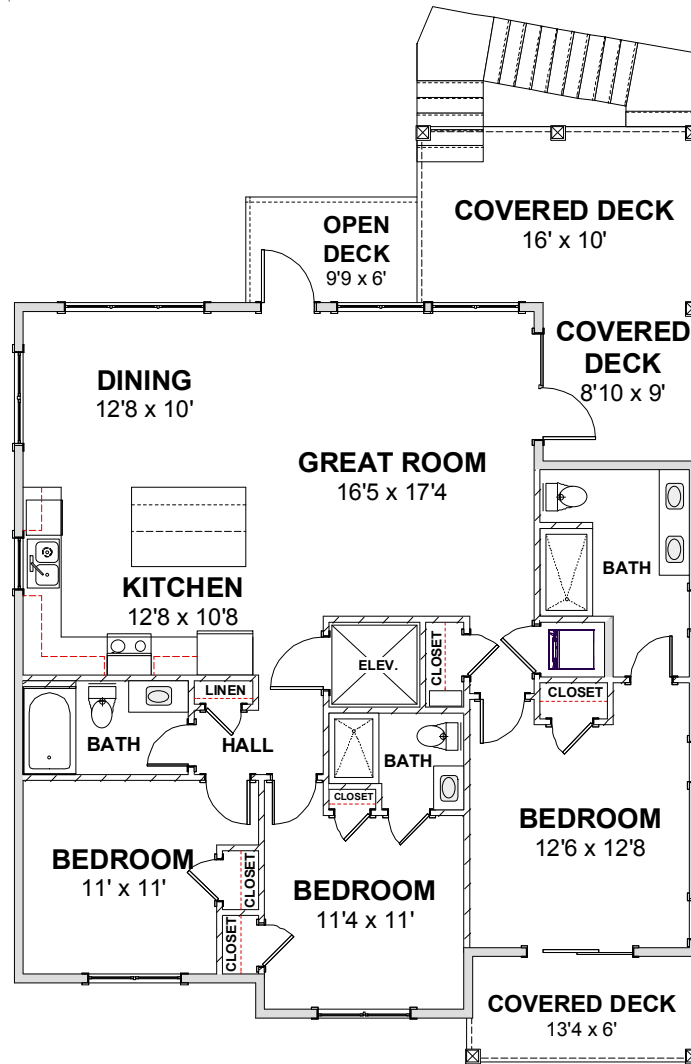 COVERED DECK
16' x 10'
OPEN
DECK
9'9 x 6'
COVERED
DECK
8'10 x 9'
DINING
12'8 x 10'
GREAT ROOM
16'5 x 17'4
KITCHEN
12'8 x 10'8
BATH
ELEV.
CLOSET
CLOSET
LINEN
BATH
HALL
BATH
CLOSET
BEDROOM
12'6 x 12'8
BEDROOM
11' x 11'
CLOSET
BEDROOM
11'4 x 11'
CLOSET
COVERED DECK
13'4 x 6'